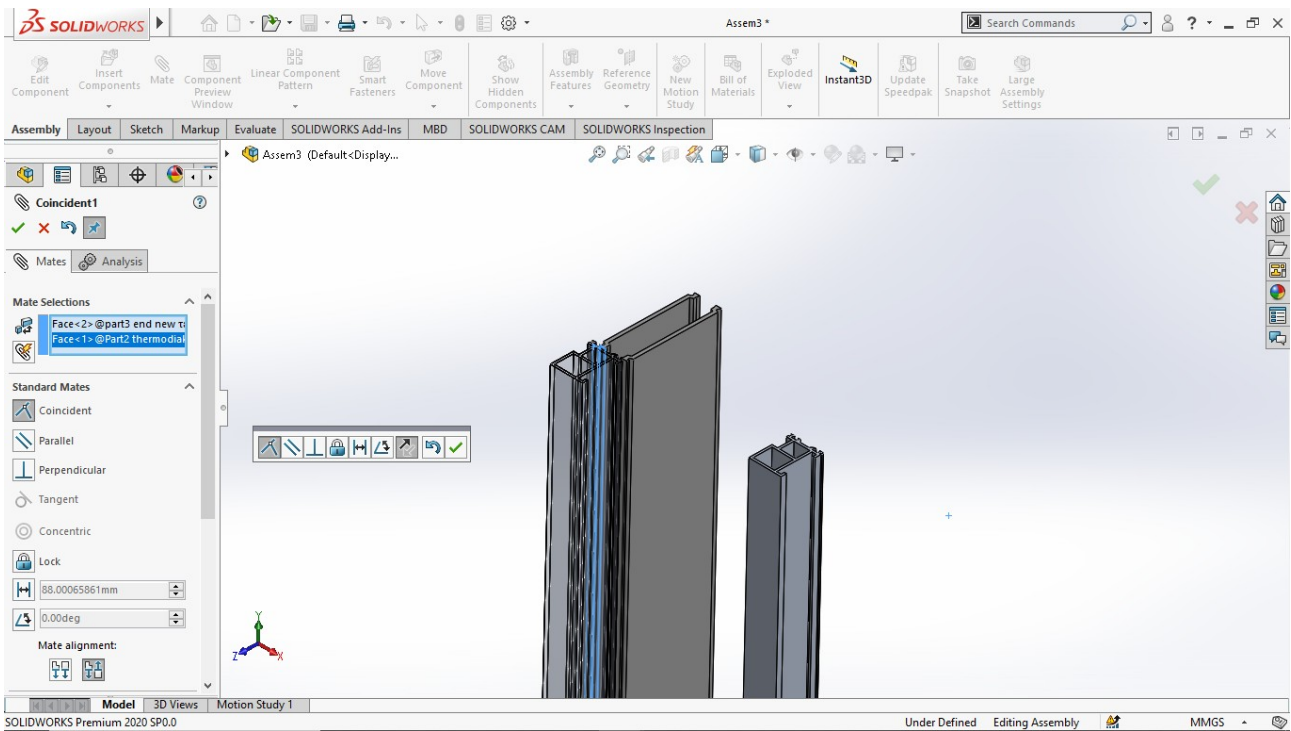 SOLIDWORKS
Assem3 *
Search Commands
?
Edit Component
Insert Components
Mate
Component Preview Window
Linear Component Pattern
Smart Fasteners
Move Component
Show Hidden Components
Assembly Features
Reference Geometry
New Motion Study
Bill of Materials
Exploded View
Instant3D
Update Speedpak
Take Snapshot
Large Assembly Settings
Assembly
Layout
Sketch
Markup
Evaluate
SOLIDWORKS Add-Ins
MBD
SOLIDWORKS CAM
SOLIDWORKS Inspection
Assem3 (Default<Display...
Coincident1
Mates
Analysis
Mate Selections
Face<2>@part3 end new
Face<1>@Part2 thermodia
Standard Mates
Coincident
Parallel
Perpendicular
Tangent
Concentric
Lock
88.00065861mm
0.00deg
Mate alignment:
Y
Z
X
Model
3D Views
Motion Study 1
SOLIDWORKS Premium 2020 SP0.0
Under Defined
Editing Assembly
MMGS